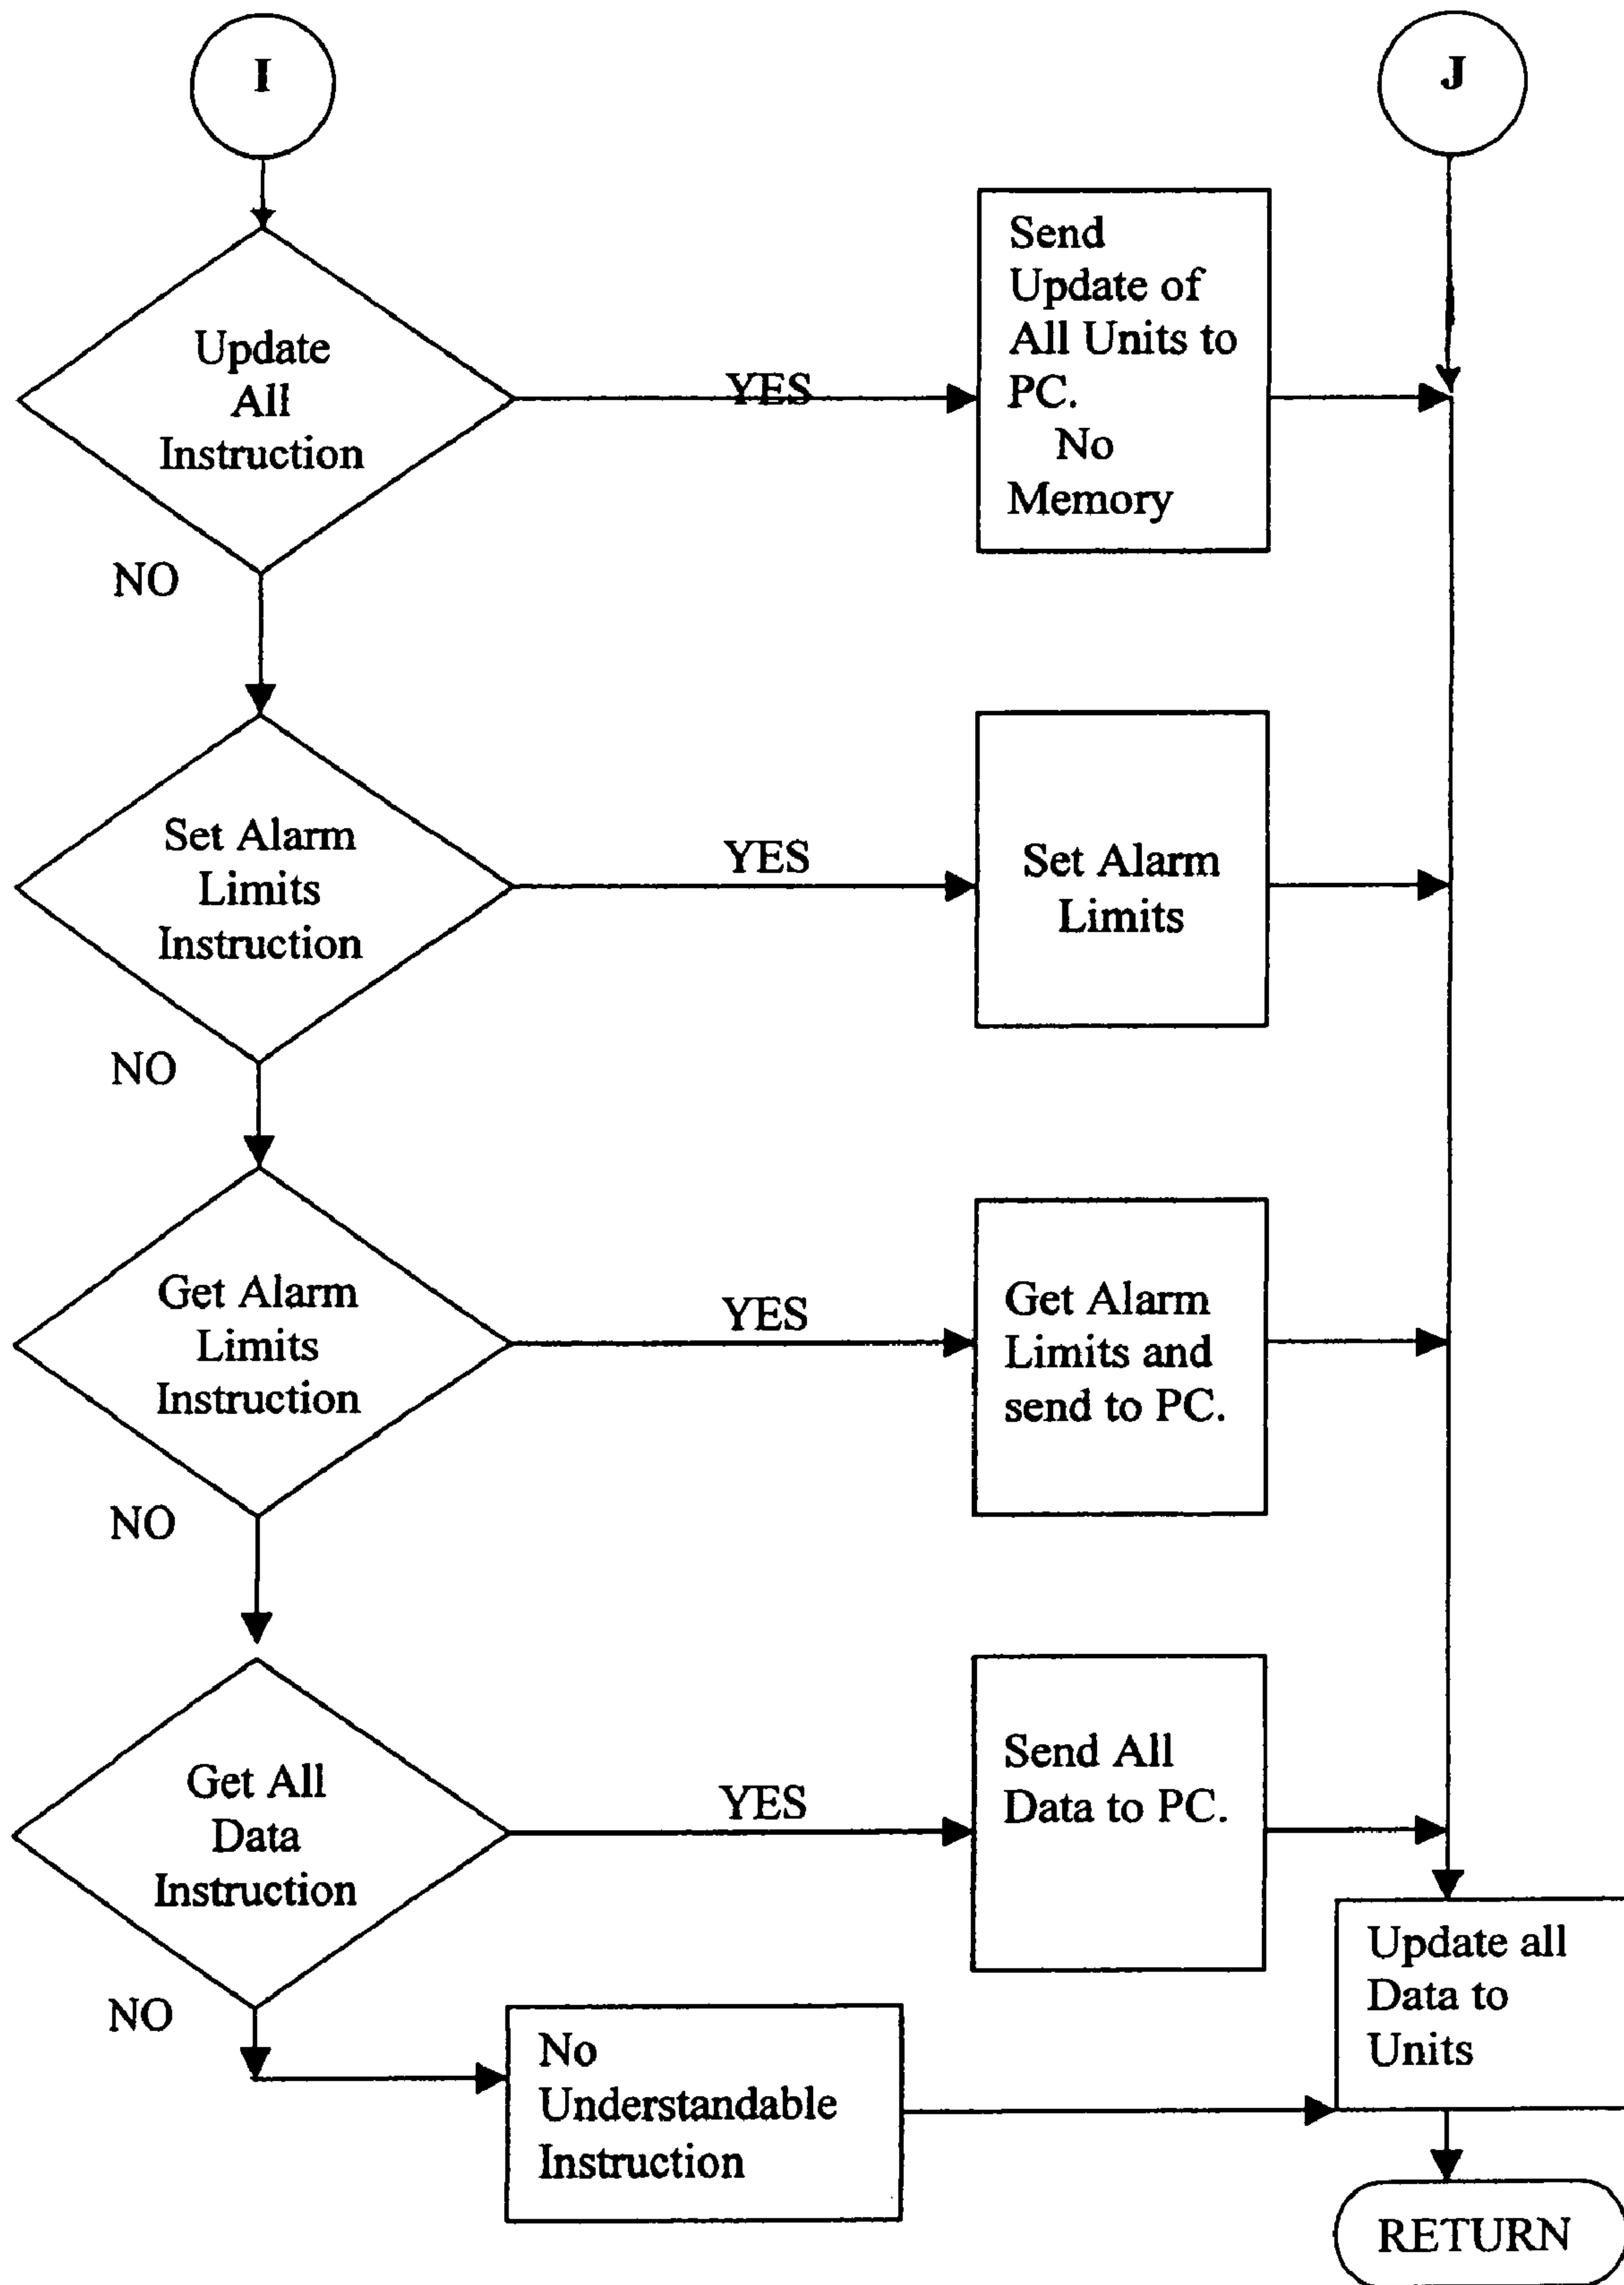 I
J
Update
All
Instruction
YES
Send
Update of
All Units to
PC.
No
Memory
NO
Set Alarm
Limits
Instruction
YES
Set Alarm
Limits
NO
Get Alarm
Limits
Instruction
YES
Get Alarm
Limits and
send to PC.
NO
Get All
Data
Instruction
YES
Send All
Data to PC.
NO
No
Understandable
Instruction
Update all
Data to
Units
RETURN